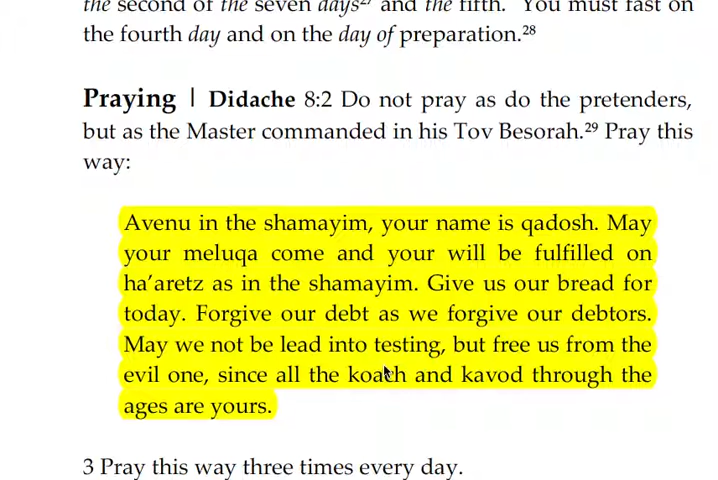 the second of the seven days²⁷ and the fifth. You must fast on
the fourth day and on the day of preparation.²⁸
Praying | Didache 8:2 Do not pray as do the pretenders,
but as the Master commanded in his Tov Besorah.²⁹ Pray this
way:
Avenu in the shamayim, your name is qadosh. May
your meluqa come and your will be fulfilled on
ha’aretz as in the shamayim. Give us our bread for
today. Forgive our debt as we forgive our debtors.
May we not be lead into testing, but free us from the
evil one, since all the koach and kavod through the
ages are yours.
3 Pray this way three times every day.